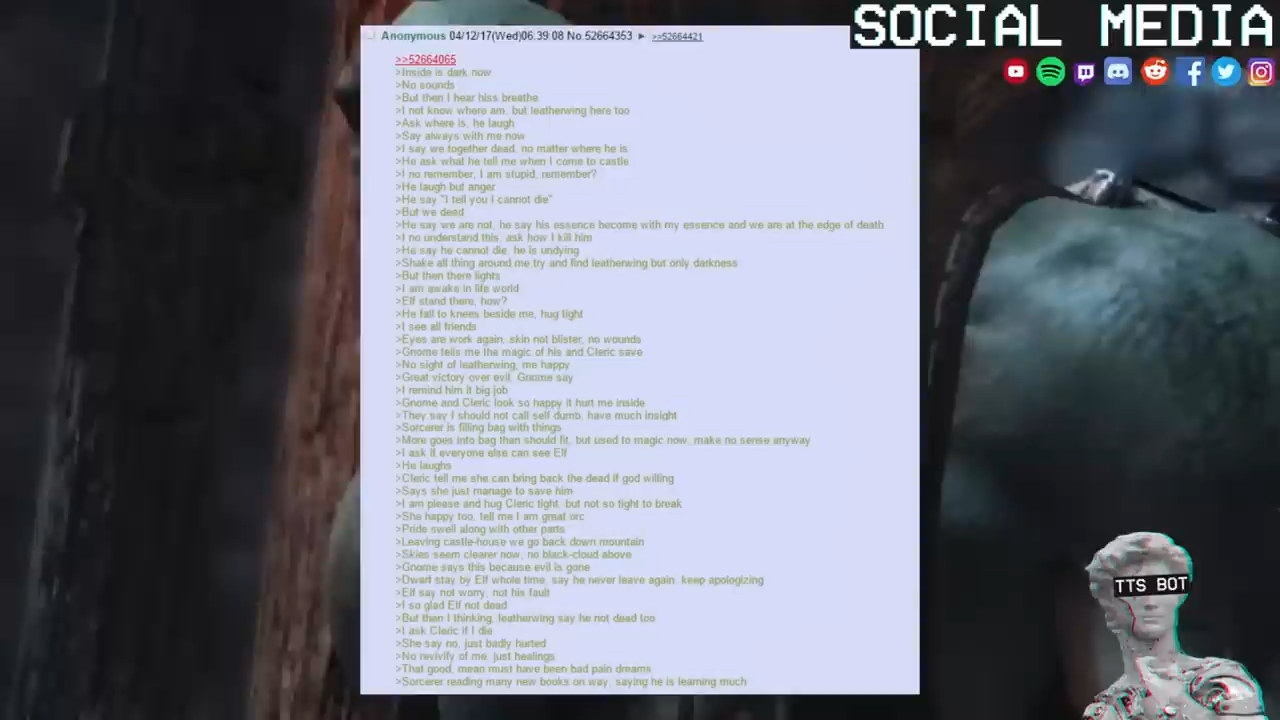 SOCIAL MEDIA
Anonymous 04/12/17(Wed)06:39:08 No.52664353 ► >>52664421
>>52664065
>Inside is dark now
>No sounds
>But then I hear hiss breathe
>I not know where am, but leatherwing here too
>Ask where is, he laugh
>Say always with me now
>I say we together dead, no matter where he is
>He ask what he tell me when I come to castle
>I no remember, I am stupid, remember?
>He laugh but anger
>He say "I tell you I cannot die"
>But we dead
>He say we are not, he say his essence become with my essence and we are at the edge of death
>I no understand this, ask how I kill him
>He say he cannot die, he is undying
>Shake all thing around me try and find leatherwing but only darkness
>But then there lights
>I am awake in life world
>Elf stand there, how?
>He fall to knees beside me, hug tight
>I see all friends
>Eyes are work again, skin not blister, no wounds
>Gnome tells me the magic of his and Cleric save
>No sight of leatherwing, me happy
>Great victory over evil, Gnome say
>I remind him it big job
>Gnome and Cleric look so happy it hurt me inside
>They say I should not call self dumb, have much insight
>Sorcerer is filling bag with things
>More goes into bag than should fit, but used to magic now, make no sense anyway
>I ask if everyone else can see Elf
>He laughs
>Cleric tell me she can bring back the dead if god willing
>Says she just manage to save him
>I am please and hug Cleric tight, but not so tight to break
>She happy too, tell me I am great orc
>Pride swell along with other parts
>Leaving castle-house we go back down mountain
>Skies seem clearer now, no black-cloud above
>Gnome says this because evil is gone
>Dwarf stay by Elf whole time, say he never leave again, keep apologizing
>Elf say not worry, not his fault
>I so glad Elf not dead
>But then I thinking, leatherwing say he not dead too
>I ask Cleric if I die
>She say no, just badly hurted
>No revivify of me, just healings
>That good, mean must have been bad pain dreams
>Sorcerer reading many new books on way, saying he is learning much
TTS BOT